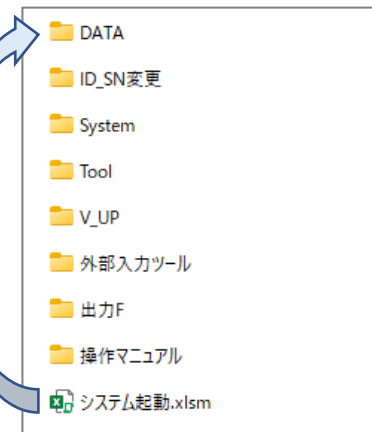 DATA
ID_SN変更
System
Tool
V_UP
外部入力ツール
出力F
操作マニュアル
システム起動.xlsm